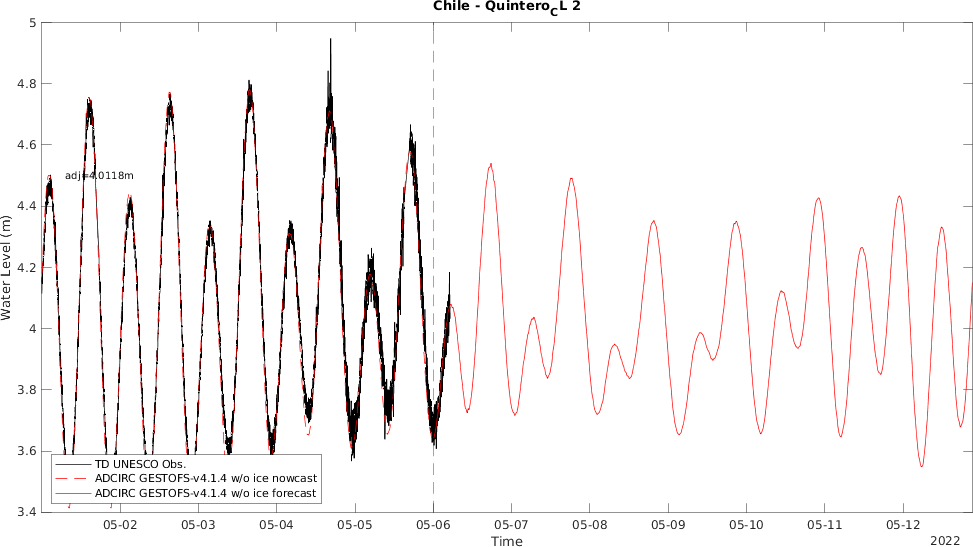 Chile - Quintero_CL 2
Water Level (m)
5
4.8
4.6
4.4
4.2
4
3.8
3.6
3.4
adj=4.0118m
TD UNESCO Obs.
ADCIRC GESTOFS-v4.1.4 w/o ice nowcast
ADCIRC GESTOFS-v4.1.4 w/o ice forecast
05-02 05-03 05-04 05-05 05-06 05-07 05-08 05-09 05-10 05-11 05-12
Time
2022